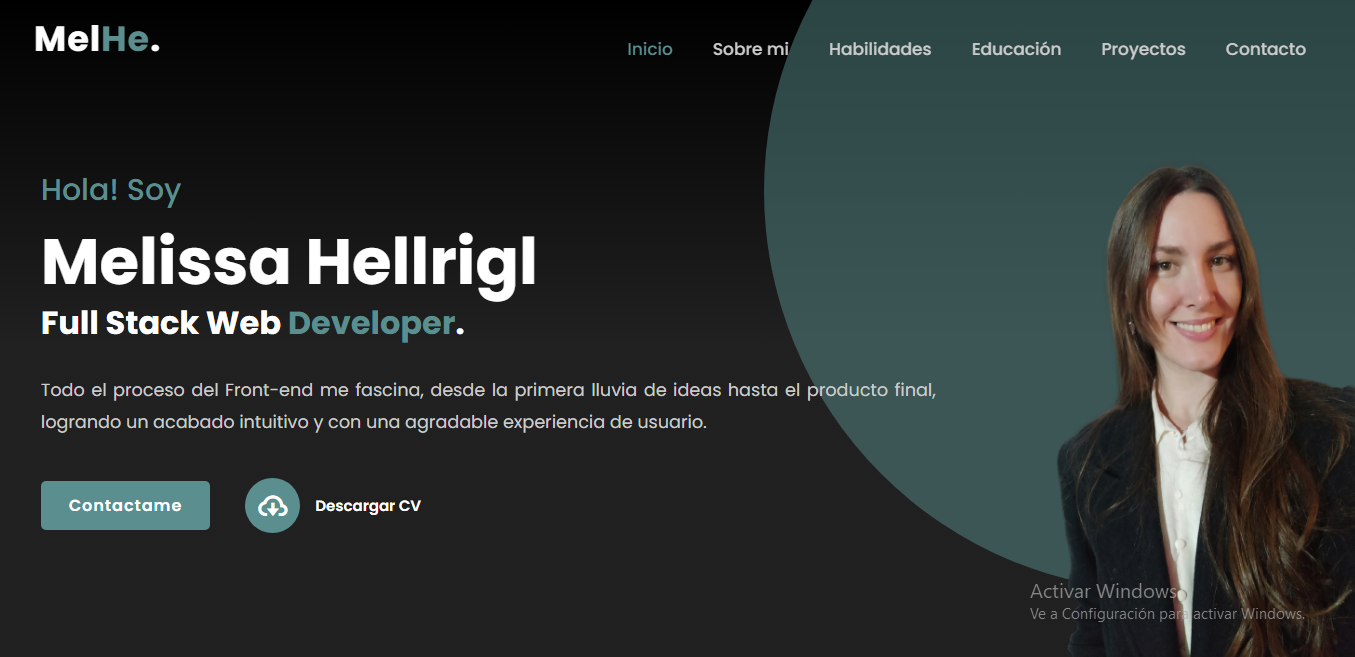 MelHe.
Inicio Sobre mi Habilidades Educación Proyectos Contacto
Hola! Soy
Melissa Hellrigl
Full Stack Web Developer.
Todo el proceso del Front-end me fascina, desde la primera lluvia de ideas hasta el producto final,
logrando un acabado intuitivo y con una agradable experiencia de usuario.
Contactame
Descargar CV
Activar Windows
Ve a Configuración para activar Windows.